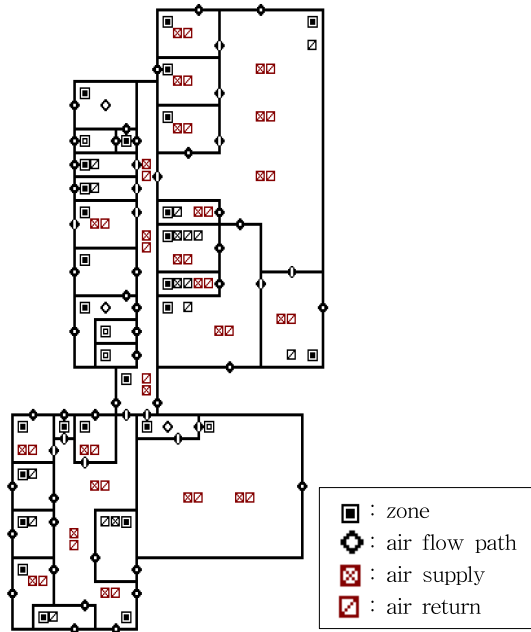 : zone
: air flow path
: air supply
: air return